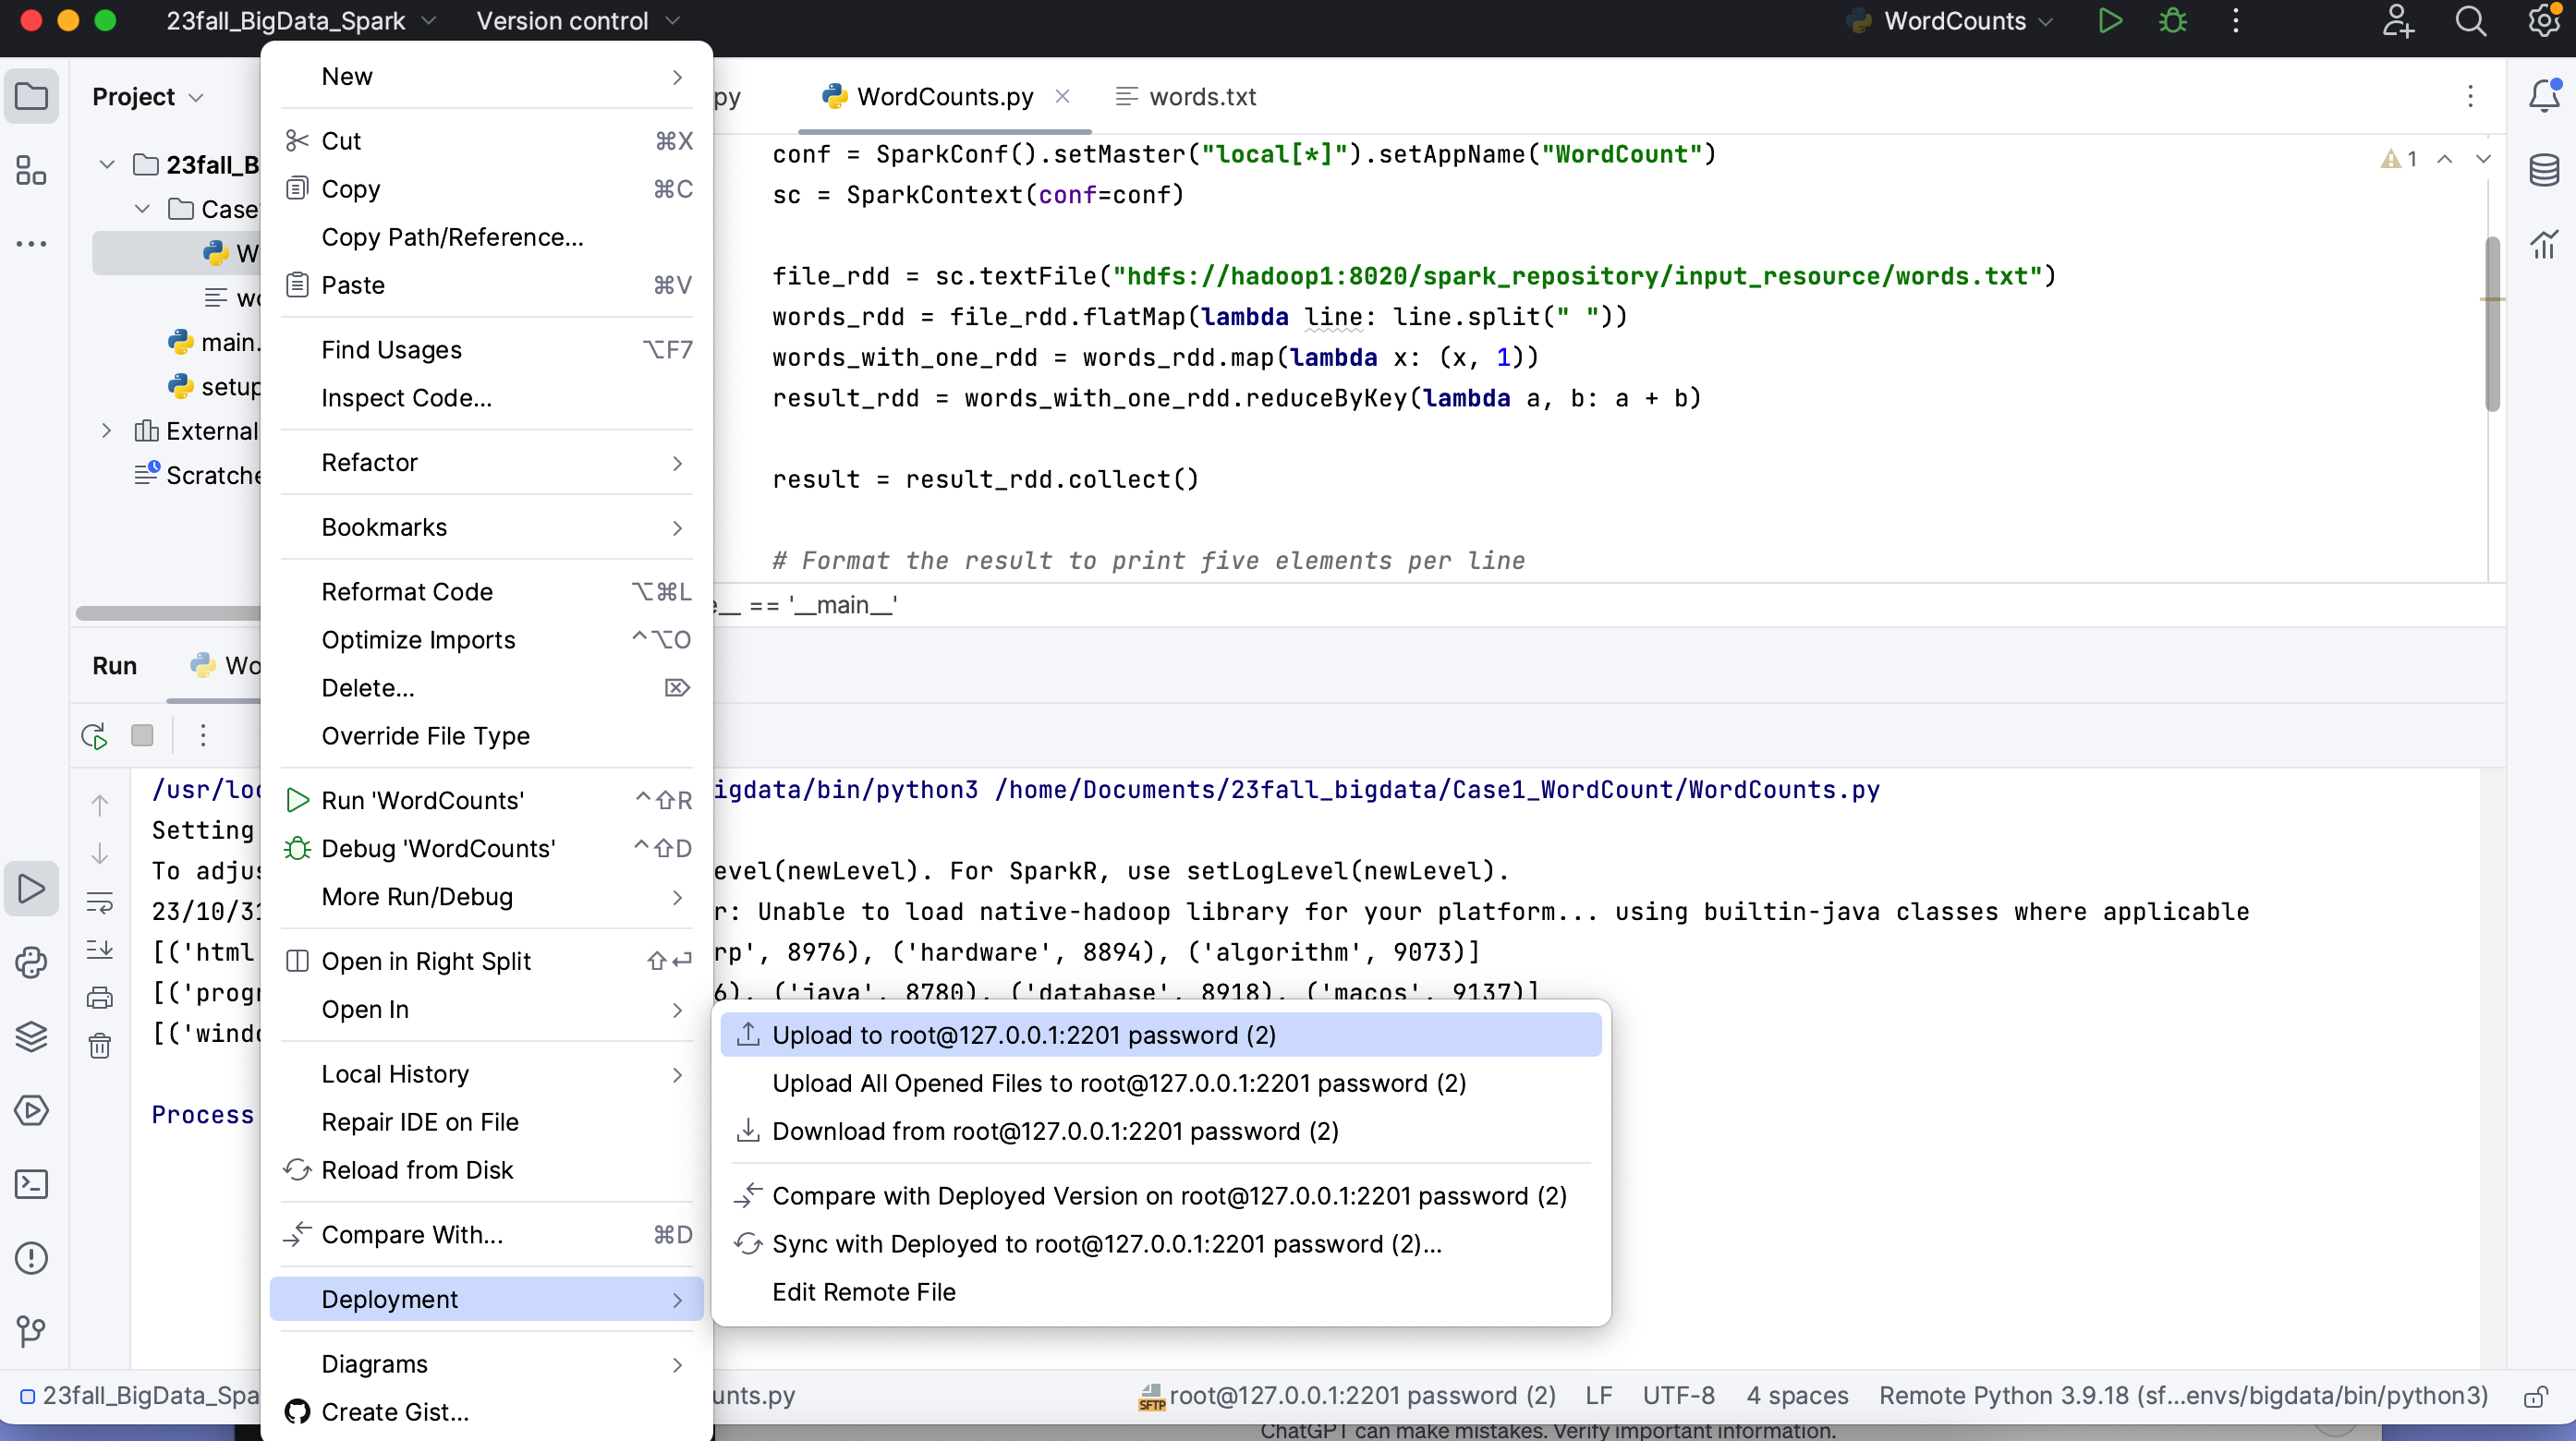 23fall_BigData_Spark Version control WordCounts
Project
23fall_B
Case
W
wo
main.
setup
External
Scratche
New
Cut ⌘X
Copy ⌘C
Copy Path/Reference...
Paste ⌘V
Find Usages ⌥F7
Inspect Code...
Refactor
Bookmarks
Reformat Code ⌥⌘L
Optimize Imports ^⌥O
Delete... ⌦
Override File Type
Run 'WordCounts' ^⇧R
Debug 'WordCounts' ^⇧D
More Run/Debug
Open in Right Split ⇧↩
Open In
Local History
Repair IDE on File
Reload from Disk
Compare With... ⌘D
Deployment
Diagrams
Create Gist...
Upload to root@127.0.0.1:2201 password (2)
Upload All Opened Files to root@127.0.0.1:2201 password (2)
Download from root@127.0.0.1:2201 password (2)
Compare with Deployed Version on root@127.0.0.1:2201 password (2)
Sync with Deployed to root@127.0.0.1:2201 password (2)...
Edit Remote File
py WordCounts.py words.txt
1
conf = SparkConf().setMaster("local[*]").setAppName("WordCount")
sc = SparkContext(conf=conf)
file_rdd = sc.textFile("hdfs://hadoop1:8020/spark_repository/input_resource/words.txt")
words_rdd = file_rdd.flatMap(lambda line: line.split(" "))
words_with_one_rdd = words_rdd.map(lambda x: (x, 1))
result_rdd = words_with_one_rdd.reduceByKey(lambda a, b: a + b)
result = result_rdd.collect()
# Format the result to print five elements per line
e__ == '__main__'
Run Wo
/usr/loc igdata/bin/python3 /home/Documents/23fall_bigdata/Case1_WordCount/WordCounts.py
Setting
To adjus evel(newLevel). For SparkR, use setLogLevel(newLevel).
23/10/31 r: Unable to load native-hadoop library for your platform... using builtin-java classes where applicable
[('html rp', 8976), ('hardware', 8894), ('algorithm', 9073)]
[('progr 6), ('java', 8780), ('database', 8918), ('macos', 9137)]
[('windo
Process
23fall_BigData_Spa unts.py SFTP root@127.0.0.1:2201 password (2) LF UTF-8 4 spaces Remote Python 3.9.18 (sf...envs/bigdata/bin/python3)
ChatGPT can make mistakes. Verify important information.